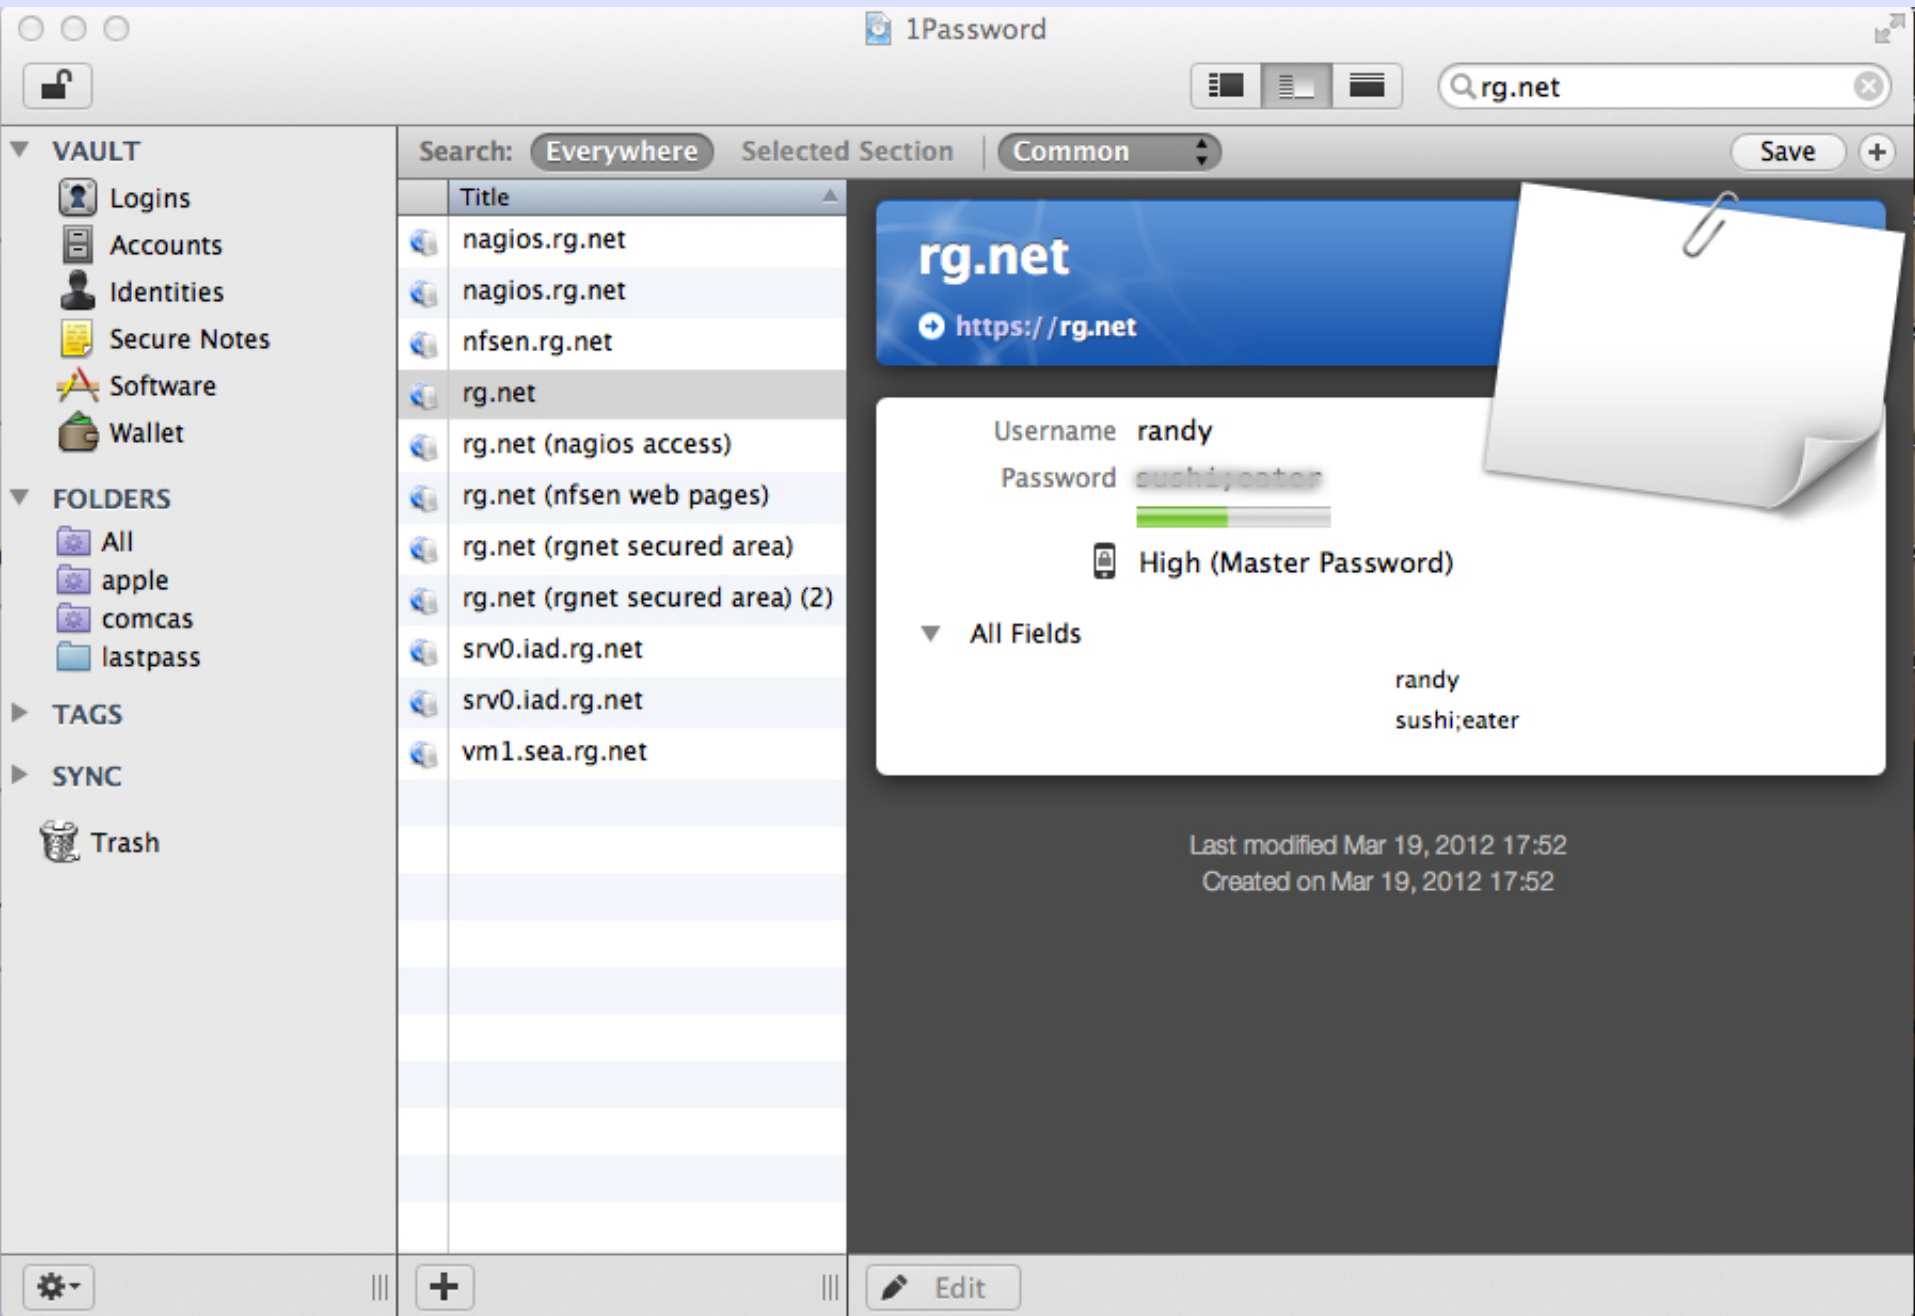 1Password
rg.net
VAULT
Logins
Accounts
Identities
Secure Notes
Software
Wallet
FOLDERS
All
apple
comcas
lastpass
TAGS
SYNC
Trash
Search: Everywhere Selected Section Common Save
Title
nagios.rg.net
nagios.rg.net
nfsen.rg.net
rg.net
rg.net (nagios access)
rg.net (nfsen web pages)
rg.net (rgnet secured area)
rg.net (rgnet secured area) (2)
srv0.iad.rg.net
srv0.iad.rg.net
vm1.sea.rg.net
rg.net
https://rg.net
Username randy
Password sushi;eater
High (Master Password)
All Fields
randy
sushi;eater
Last modified Mar 19, 2012 17:52
Created on Mar 19, 2012 17:52
Edit